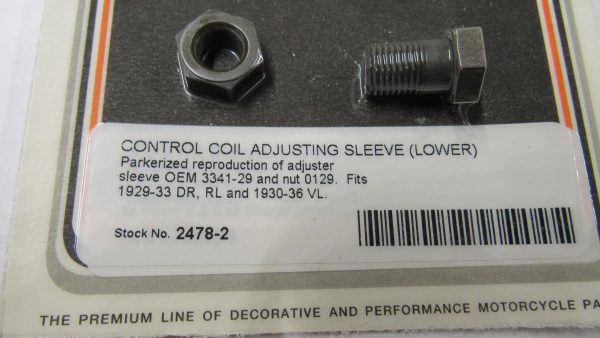 CONTROL COIL ADJUSTING SLEEVE (LOWER)
Parkerized reproduction of adjuster
sleeve OEM 3341-29 and nut 0129. Fits
1929-33 DR, RL and 1930-36 VL.
Stock No. 2478-2
THE PREMIUM LINE OF DECORATIVE AND PERFORMANCE MOTORCYCLE